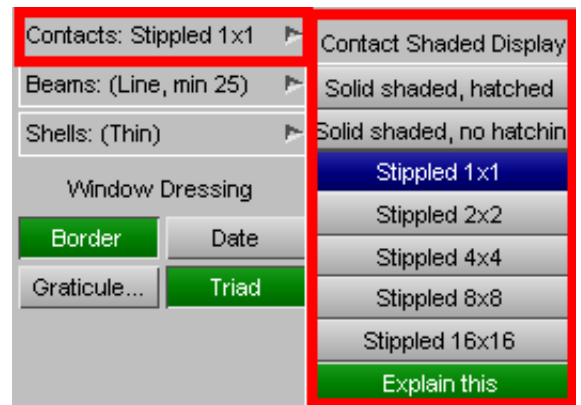 Contacts: Stippled 1x1
Beams: (Line, min 25)
Shells: (Thin)
Window Dressing
Border Date
Graticule... Triad
Contact Shaded Display
Solid shaded, hatched
Solid shaded, no hatchin
Stippled 1x1
Stippled 2x2
Stippled 4x4
Stippled 8x8
Stippled 16x16
Explain this